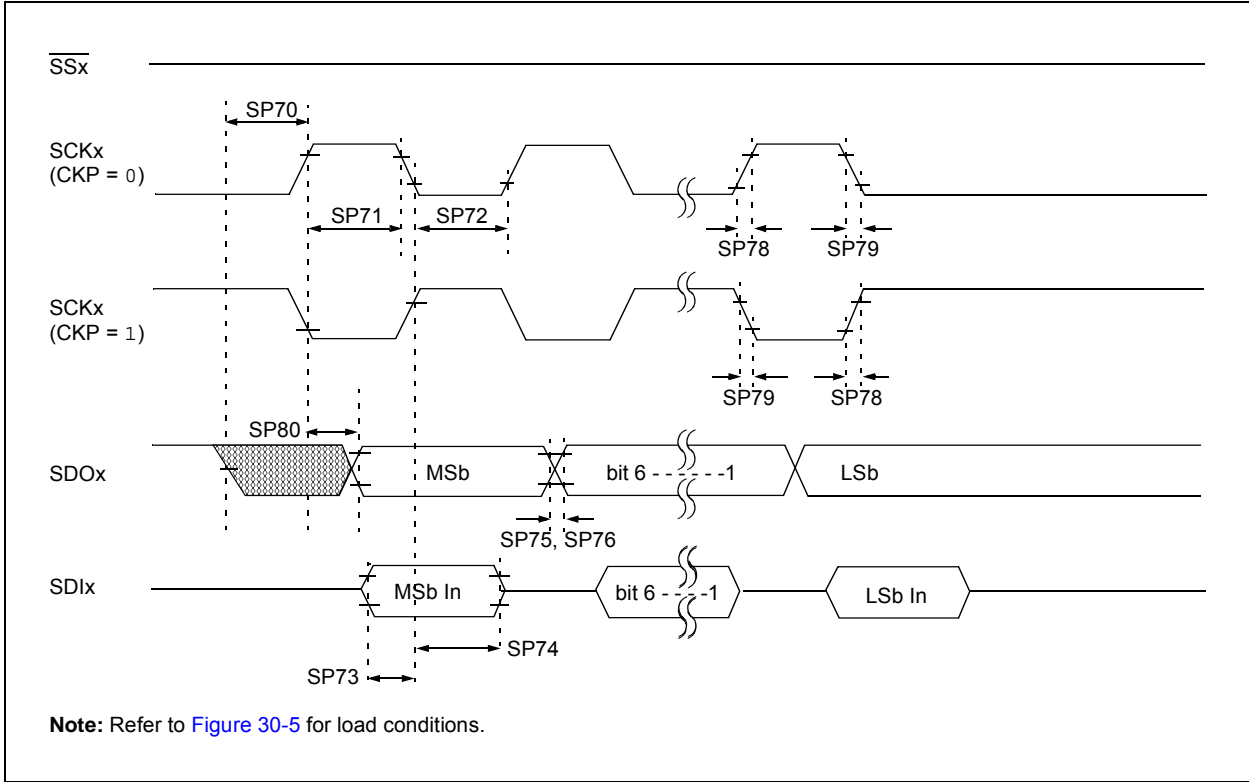 SSx
SP70
SCKx
(CKP = 0)
SP71
SP72
SP78
SP79
SCKx
(CKP = 1)
SP79
SP78
SP80
SDOx
MSb
bit 6 - - - - - -1
LSb
SP75, SP76
SDIx
MSb In
bit 6 - - - -1
LSb In
SP74
SP73
Note: Refer to Figure 30-5 for load conditions.